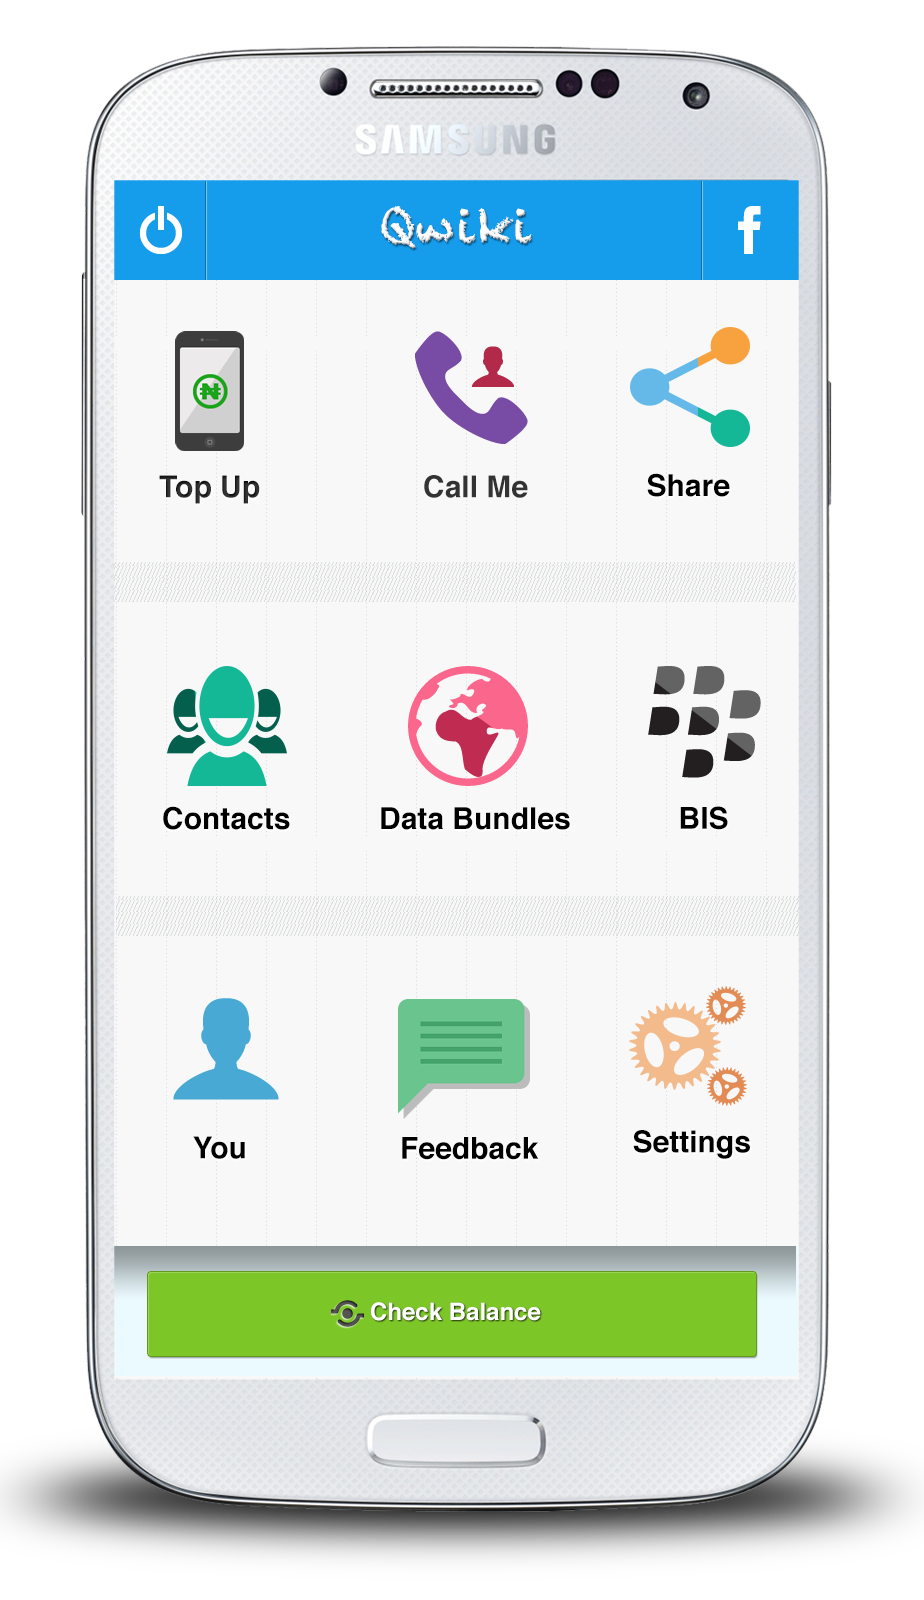 SAMSUNG
Qwiki
f
₦
Top Up
Call Me
Share
Contacts
Data Bundles
BIS
You
Feedback
Settings
Check Balance